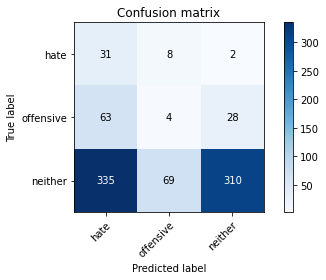 Confusion matrix
hate 31 8 2
offensive 63 4 28
neither 335 69 310
hate offensive neither
Predicted label
True label
300
250
200
150
100
50